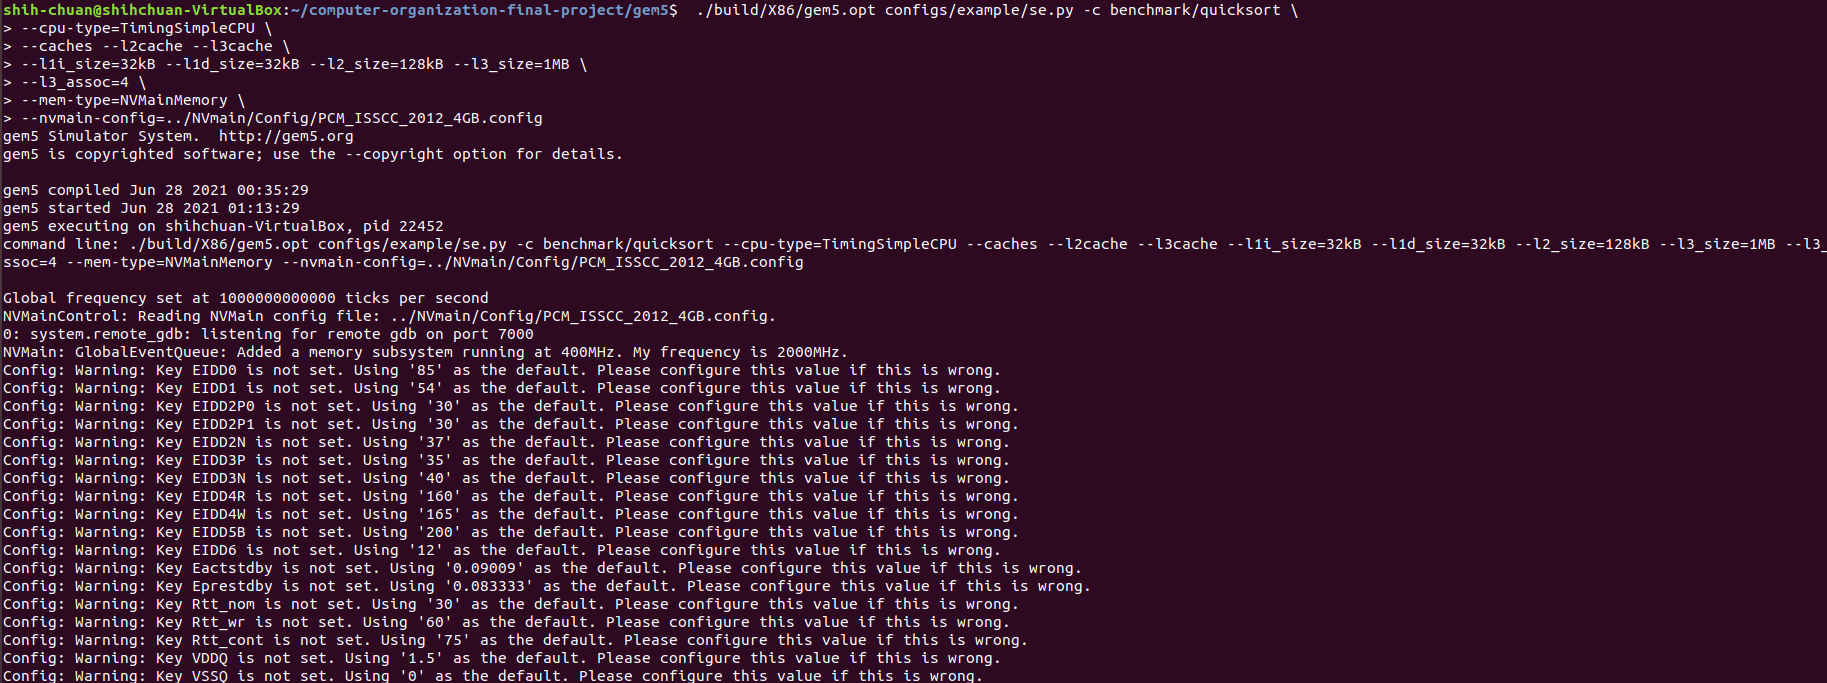 shih-chuan@shihchuan-VirtualBox:~/computer-organization-final-project/gem5$ ./build/X86/gem5.opt configs/example/se.py -c benchmark/quicksort \
> --cpu-type=TimingSimpleCPU \
> --caches --l2cache --l3cache \
> --l1i_size=32kB --l1d_size=32kB --l2_size=128kB --l3_size=1MB \
> --l3_assoc=4 \
> --mem-type=NVMainMemory \
> --nvmain-config=../NVmain/Config/PCM_ISSCC_2012_4GB.config
gem5 Simulator System.  http://gem5.org
gem5 is copyrighted software; use the --copyright option for details.

gem5 compiled Jun 28 2021 00:35:29
gem5 started Jun 28 2021 01:13:29
gem5 executing on shihchuan-VirtualBox, pid 22452
command line: ./build/X86/gem5.opt configs/example/se.py -c benchmark/quicksort --cpu-type=TimingSimpleCPU --caches --l2cache --l3cache --l1i_size=32kB --l1d_size=32kB --l2_size=128kB --l3_size=1MB --l3_
ssoc=4 --mem-type=NVMainMemory --nvmain-config=../NVmain/Config/PCM_ISSCC_2012_4GB.config

Global frequency set at 1000000000000 ticks per second
NVMainControl: Reading NVMain config file: ../NVmain/Config/PCM_ISSCC_2012_4GB.config.
0: system.remote_gdb: listening for remote gdb on port 7000
NVMain: GlobalEventQueue: Added a memory subsystem running at 400MHz. My frequency is 2000MHz.
Config: Warning: Key EIDD0 is not set. Using '85' as the default. Please configure this value if this is wrong.
Config: Warning: Key EIDD1 is not set. Using '54' as the default. Please configure this value if this is wrong.
Config: Warning: Key EIDD2P0 is not set. Using '30' as the default. Please configure this value if this is wrong.
Config: Warning: Key EIDD2P1 is not set. Using '30' as the default. Please configure this value if this is wrong.
Config: Warning: Key EIDD2N is not set. Using '37' as the default. Please configure this value if this is wrong.
Config: Warning: Key EIDD3P is not set. Using '35' as the default. Please configure this value if this is wrong.
Config: Warning: Key EIDD3N is not set. Using '40' as the default. Please configure this value if this is wrong.
Config: Warning: Key EIDD4R is not set. Using '160' as the default. Please configure this value if this is wrong.
Config: Warning: Key EIDD4W is not set. Using '165' as the default. Please configure this value if this is wrong.
Config: Warning: Key EIDD5B is not set. Using '200' as the default. Please configure this value if this is wrong.
Config: Warning: Key EIDD6 is not set. Using '12' as the default. Please configure this value if this is wrong.
Config: Warning: Key Eactstdby is not set. Using '0.09009' as the default. Please configure this value if this is wrong.
Config: Warning: Key Eprestdby is not set. Using '0.083333' as the default. Please configure this value if this is wrong.
Config: Warning: Key Rtt_nom is not set. Using '30' as the default. Please configure this value if this is wrong.
Config: Warning: Key Rtt_wr is not set. Using '60' as the default. Please configure this value if this is wrong.
Config: Warning: Key Rtt_cont is not set. Using '75' as the default. Please configure this value if this is wrong.
Config: Warning: Key VDDQ is not set. Using '1.5' as the default. Please configure this value if this is wrong.
Config: Warning: Key VSSQ is not set. Using '0' as the default. Please configure this value if this is wrong.